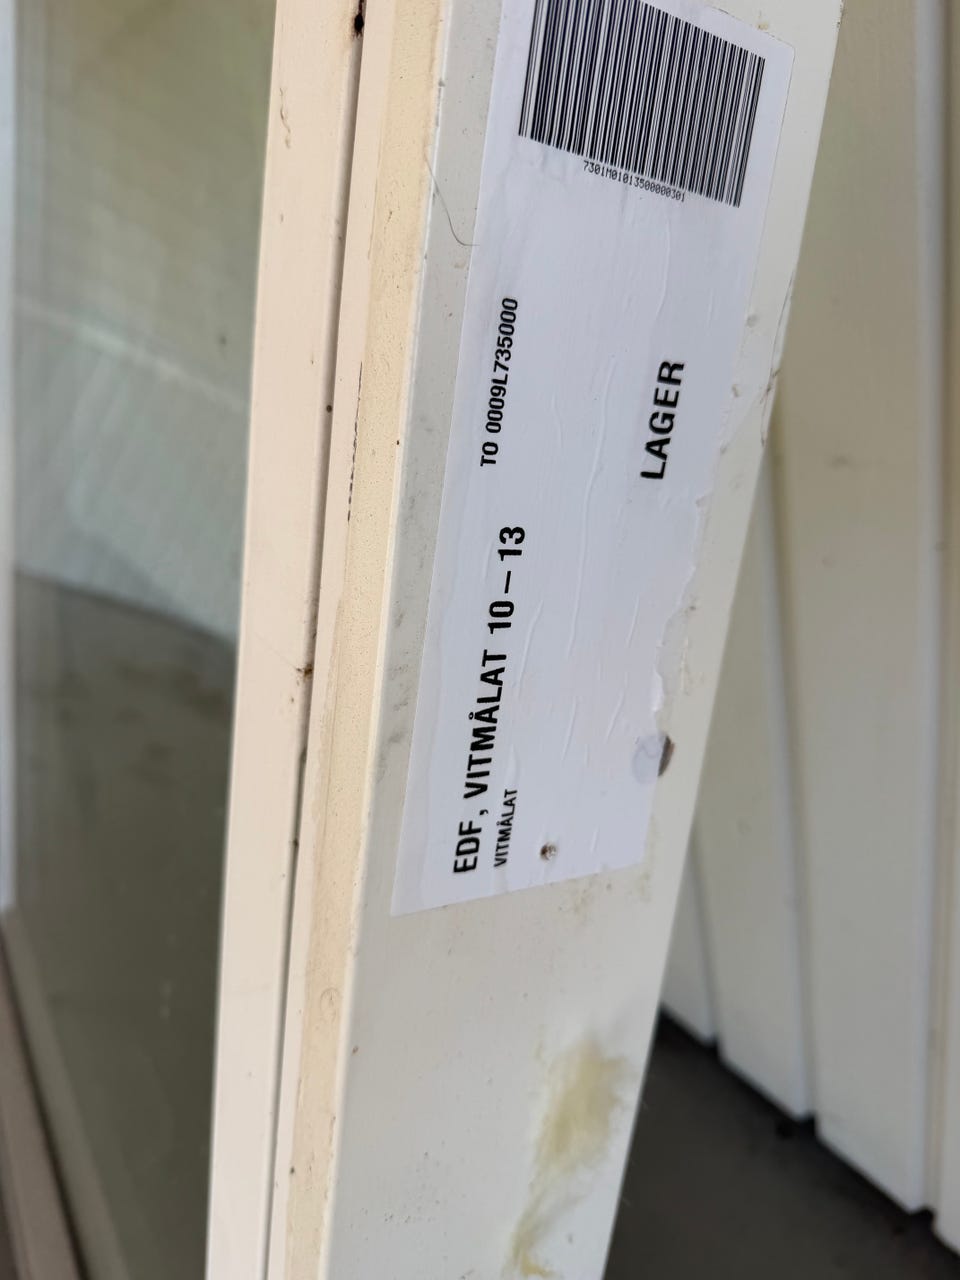 EDF, VITMÅLAT 10 – 13
TO 0009L735000
VITMÅLAT
LAGER
7301M01013500000301